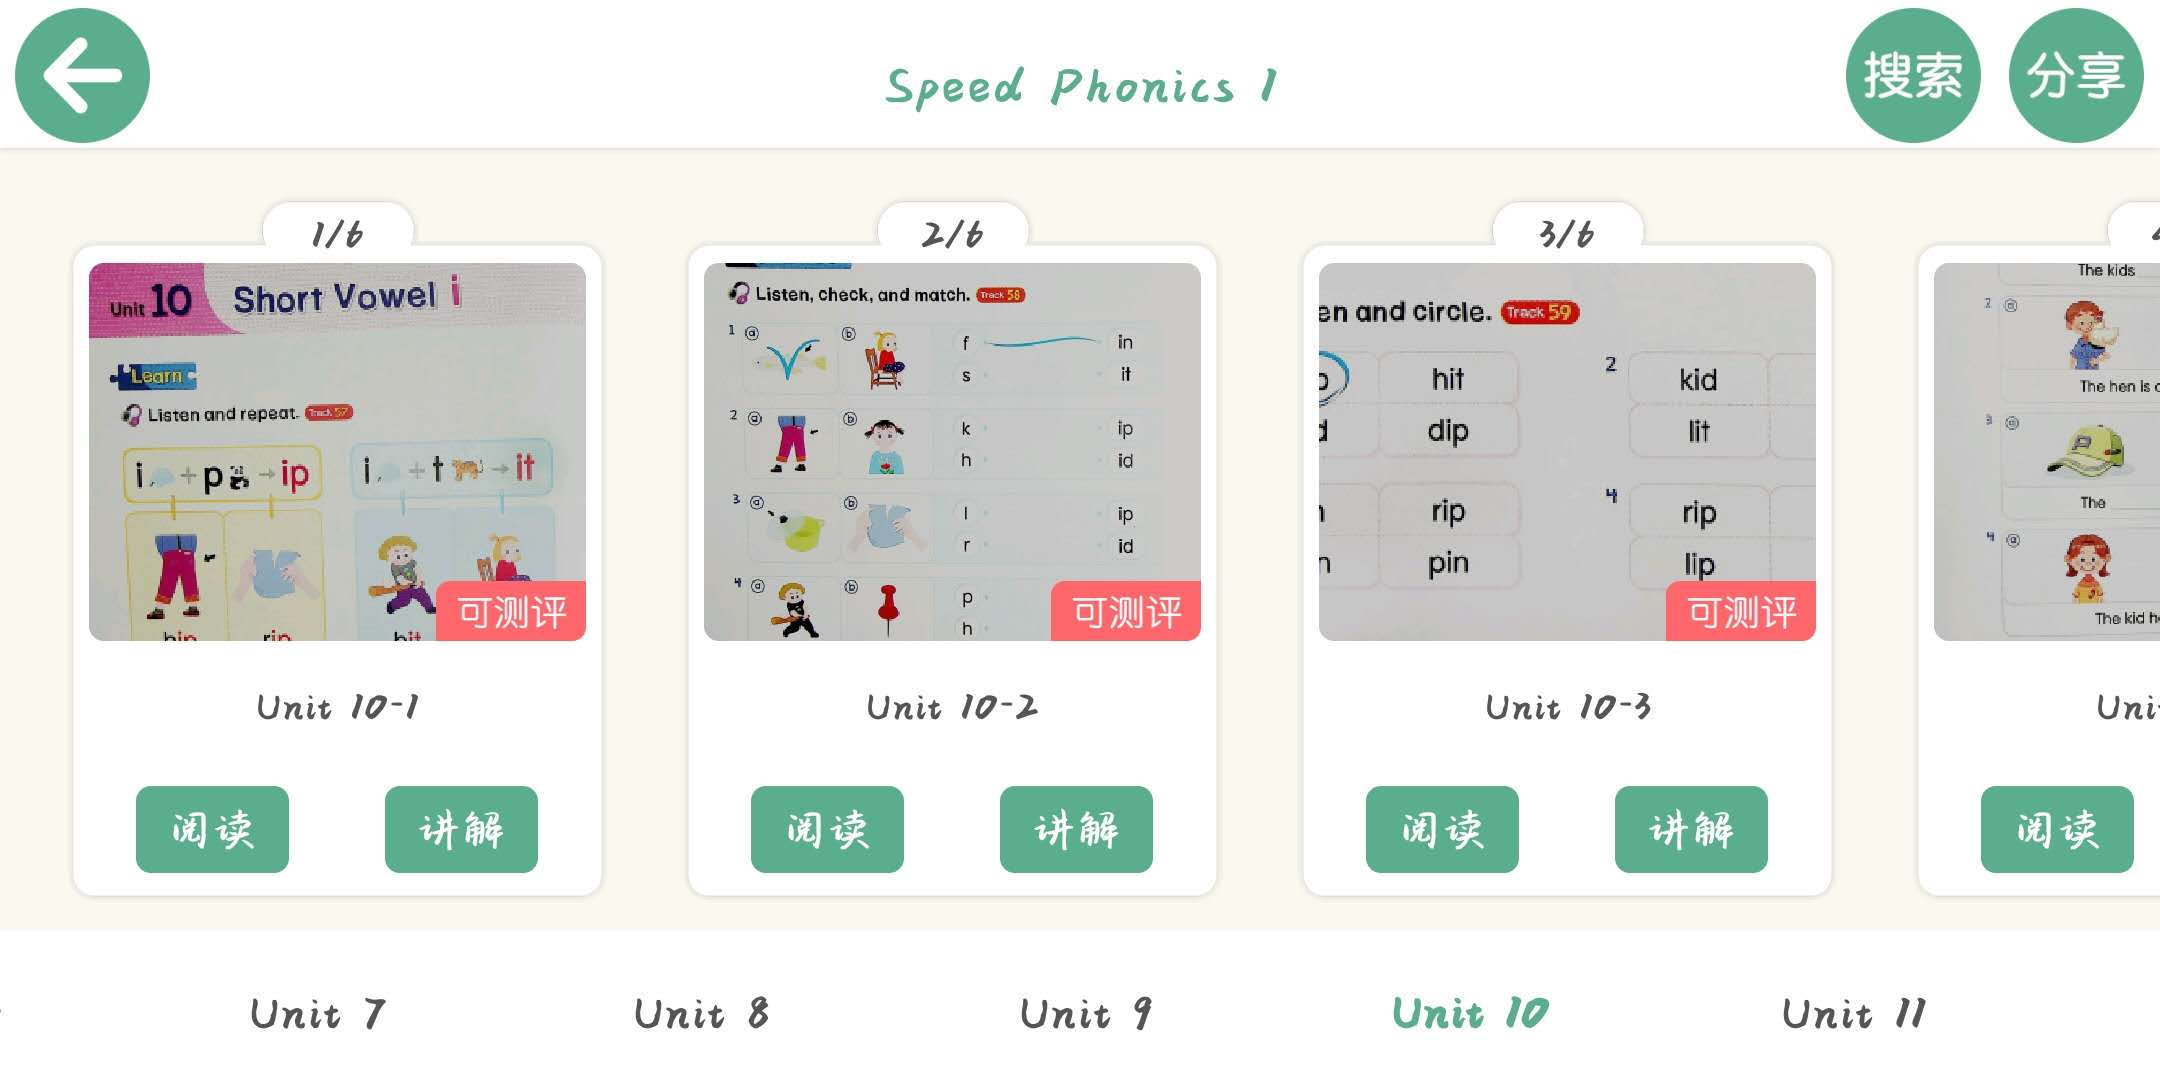 Speed Phonics 1
搜索
分享
1/6
Unit 10 Short Vowel i
Learn
Listen and repeat. Track 57
i + p → ip
i + t → it
hip
rip
hit
可测评
Unit 10-1
阅读
讲解
2/6
Listen, check, and match. Track 58
1 a b f in
s it
2 a b k ip
h id
3 a b l ip
r id
4 a b p
h
可测评
Unit 10-2
阅读
讲解
3/6
en and circle. Track 59
hit 2 kid
dip lit
rip 4 rip
pin lip
可测评
Unit 10-3
阅读
讲解
The kids
2 a
The hen is
3 a
The
4 a
The kid h
Uni
阅读
Unit 7
Unit 8
Unit 9
Unit 10
Unit 11